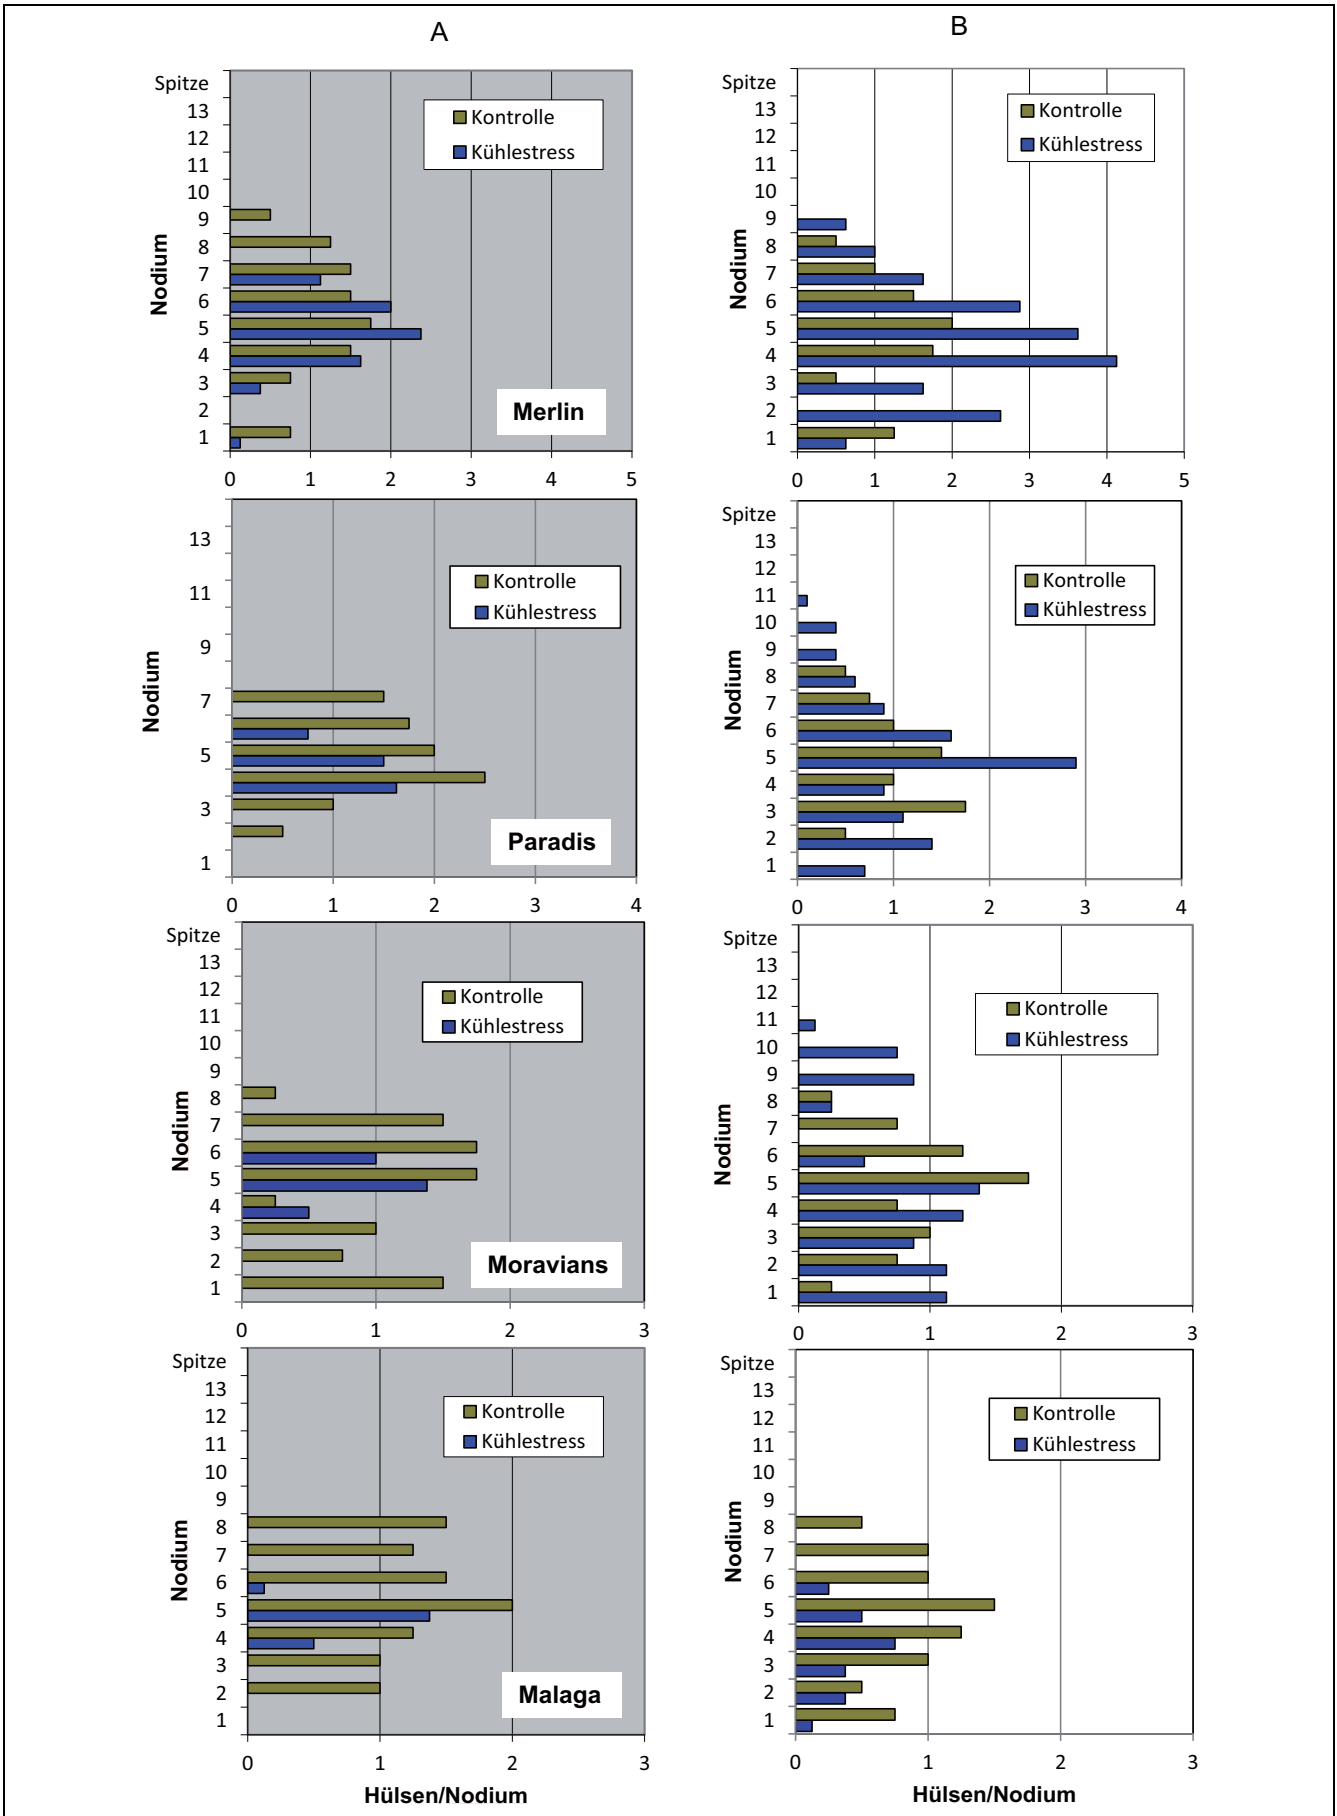 A
B
Spitze
13
12
11
10
9
8
7
6
5
4
3
2
1
Nodium
Kontrolle
Kühlestress
Merlin
0 1 2 3 4 5
Spitze
13
12
11
10
9
8
7
6
5
4
3
2
1
Nodium
Kontrolle
Kühlestress
0 1 2 3 4 5
13
11
9
7
5
3
1
Nodium
Kontrolle
Kühlestress
Paradis
0 1 2 3 4
Spitze
13
12
11
10
9
8
7
6
5
4
3
2
1
Nodium
Kontrolle
Kühlestress
0 1 2 3 4
Spitze
13
12
11
10
9
8
7
6
5
4
3
2
1
Nodium
Kontrolle
Kühlestress
Moravians
0 1 2 3
Spitze
13
12
11
10
9
8
7
6
5
4
3
2
1
Nodium
Kontrolle
Kühlestress
0 1 2 3
Spitze
13
12
11
10
9
8
7
6
5
4
3
2
1
Nodium
Kontrolle
Kühlestress
Malaga
0 1 2 3
Hülsen/Nodium
Spitze
13
12
11
10
9
8
7
6
5
4
3
2
1
Nodium
Kontrolle
Kühlestress
0 1 2 3
Hülsen/Nodium